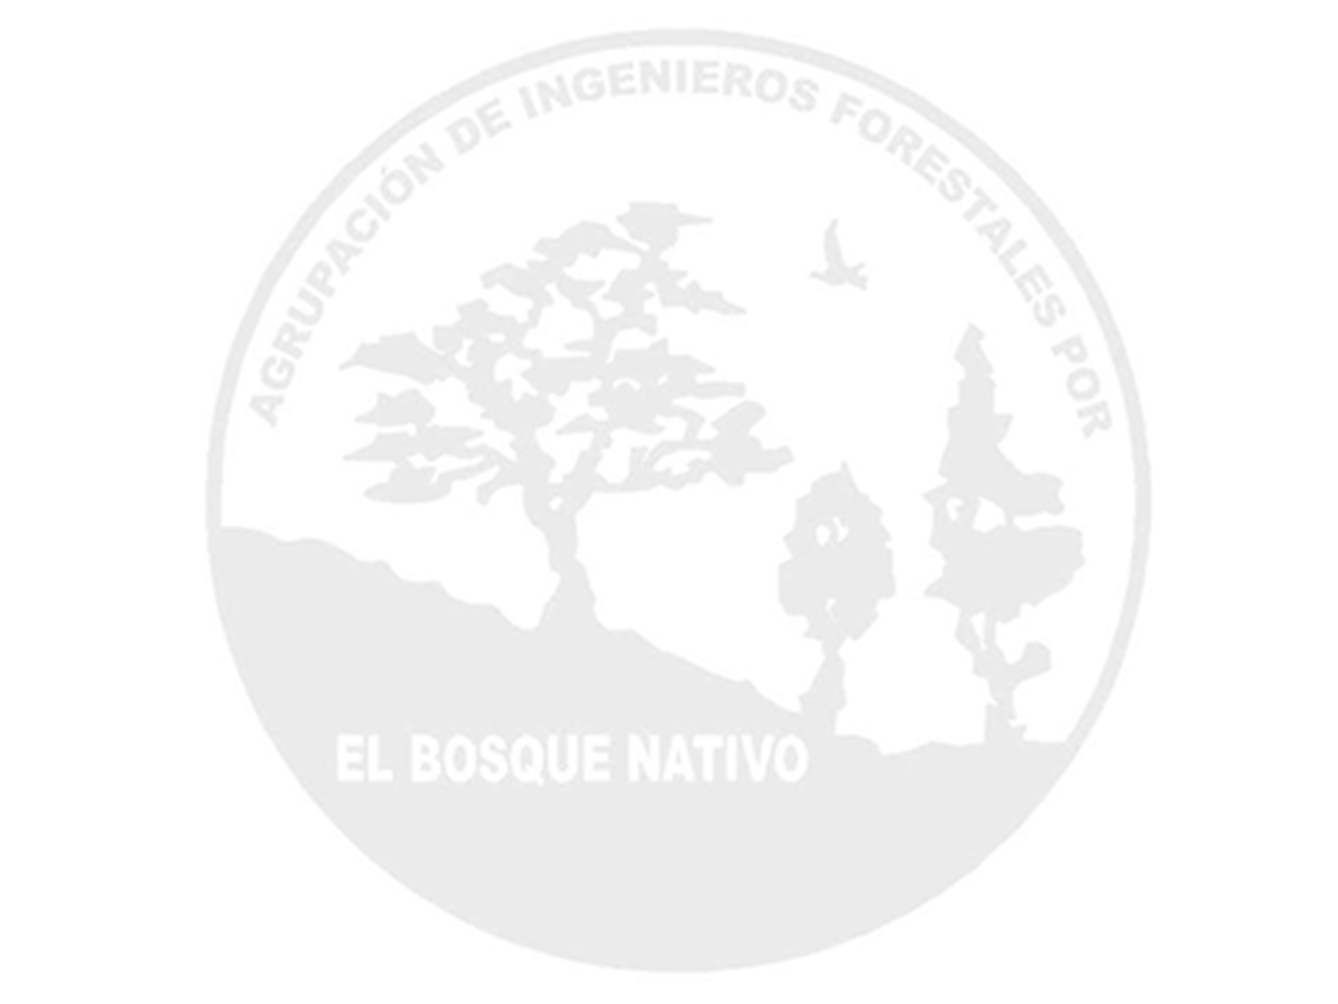 AGRUPACIÓN DE INGENIEROS FORESTALES POR
EL BOSQUE NATIVO